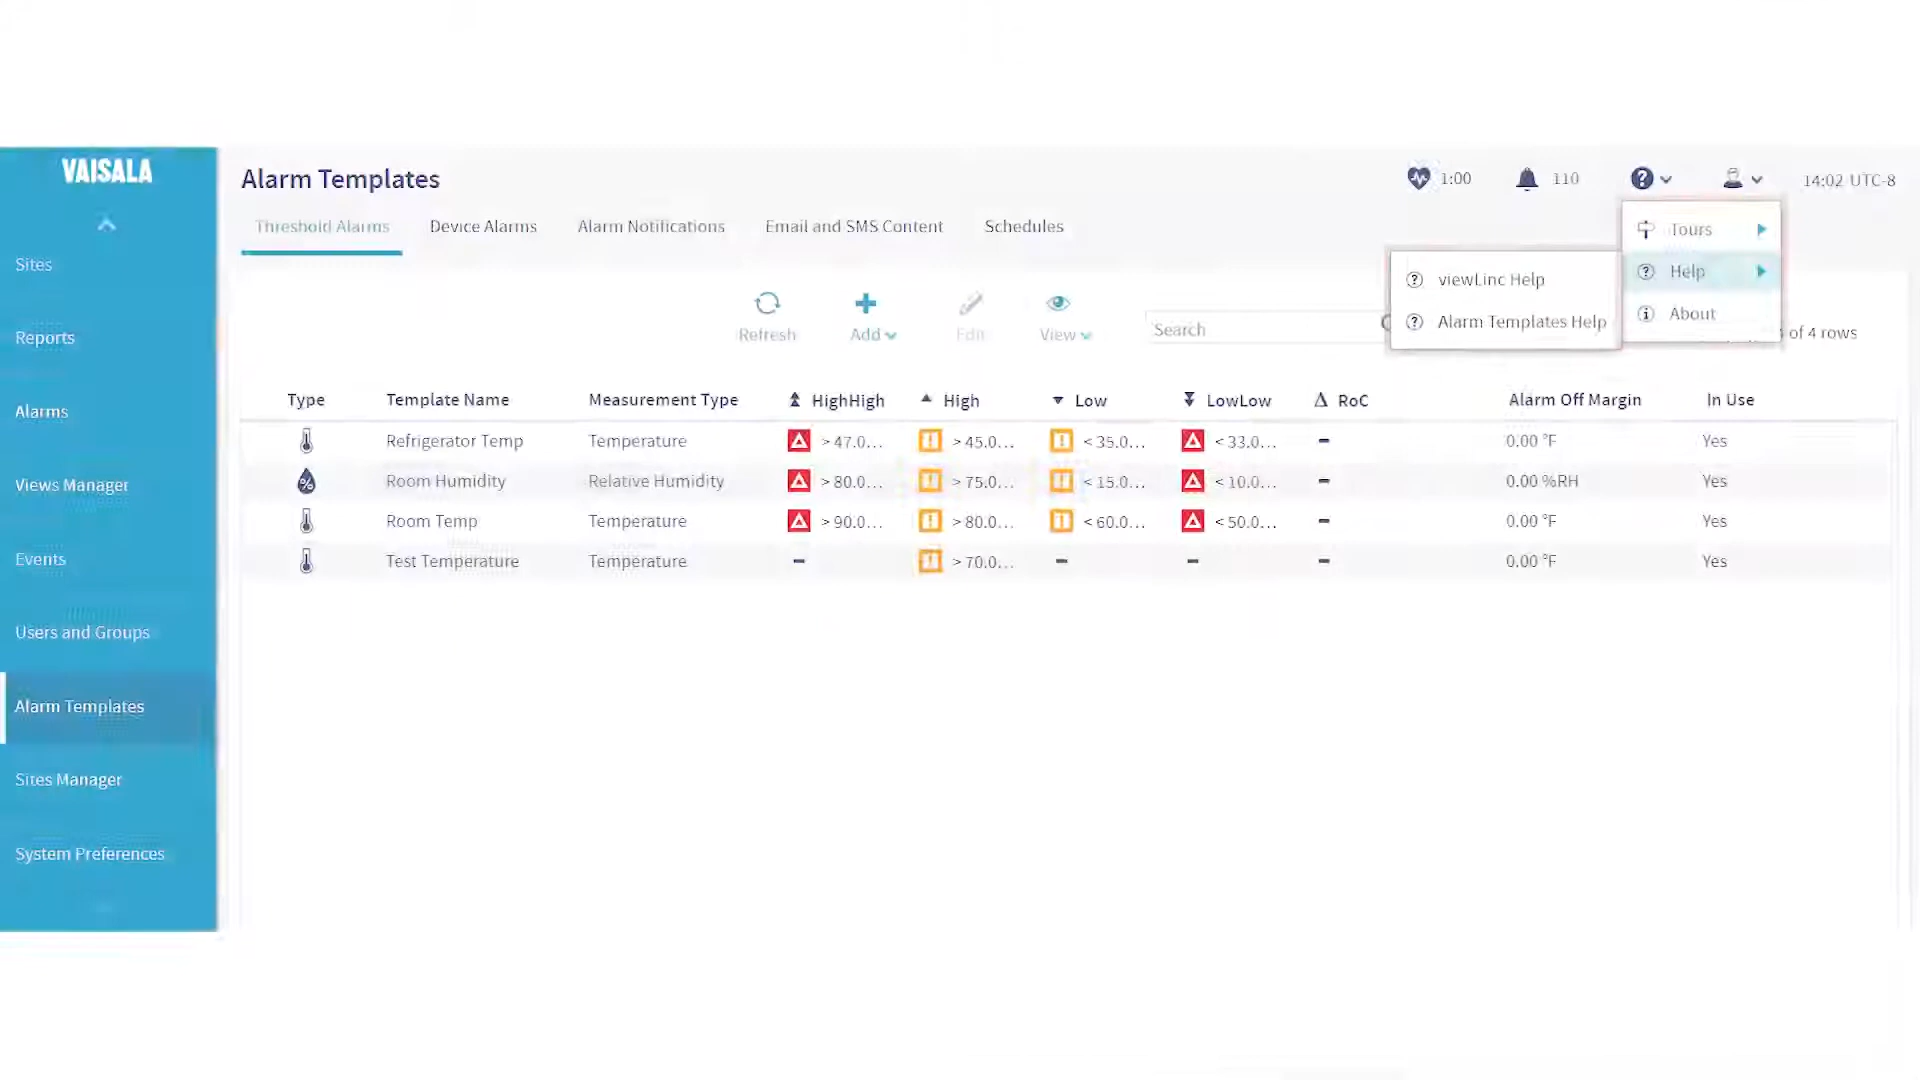 VAISALA
Alarm Templates
1:00
110
14:02 UTC-8
Threshold Alarms
Device Alarms
Alarm Notifications
Email and SMS Content
Schedules
Tours
Help
About
viewLinc Help
Alarm Templates Help
Refresh
Add
Edit
View
Search
of 4 rows
Sites
Reports
Alarms
Views Manager
Events
Users and Groups
Alarm Templates
Sites Manager
System Preferences
Type Template Name Measurement Type HighHigh High Low LowLow Δ RoC Alarm Off Margin In Use
Refrigerator Temp Temperature > 47.0... > 45.0... < 35.0... < 33.0... - 0.00 °F Yes
Room Humidity Relative Humidity > 80.0... > 75.0... < 15.0... < 10.0... - 0.00 %RH Yes
Room Temp Temperature > 90.0... > 80.0... < 60.0... < 50.0... - 0.00 °F Yes
Test Temperature Temperature - > 70.0... - - - 0.00 °F Yes